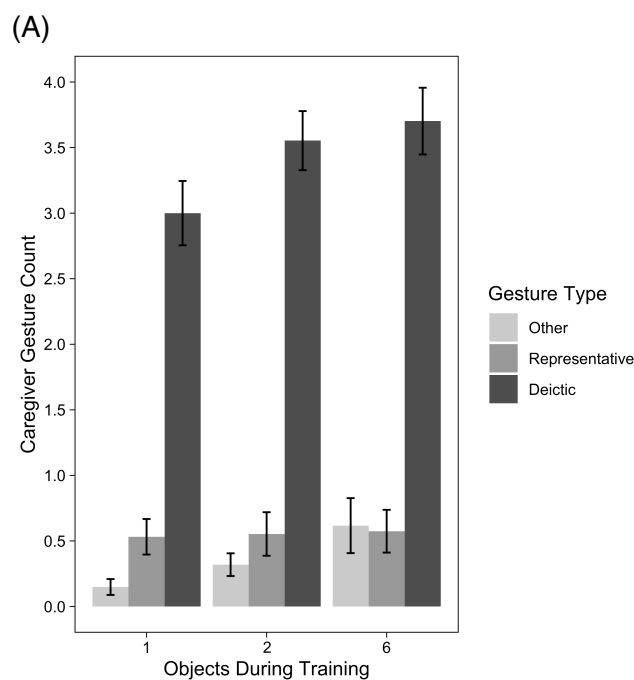 (A)
4.0
3.5
3.0
2.5
2.0
1.5
1.0
0.5
0.0
Caregiver Gesture Count
1 2 6
Objects During Training
Gesture Type
Other
Representative
Deictic